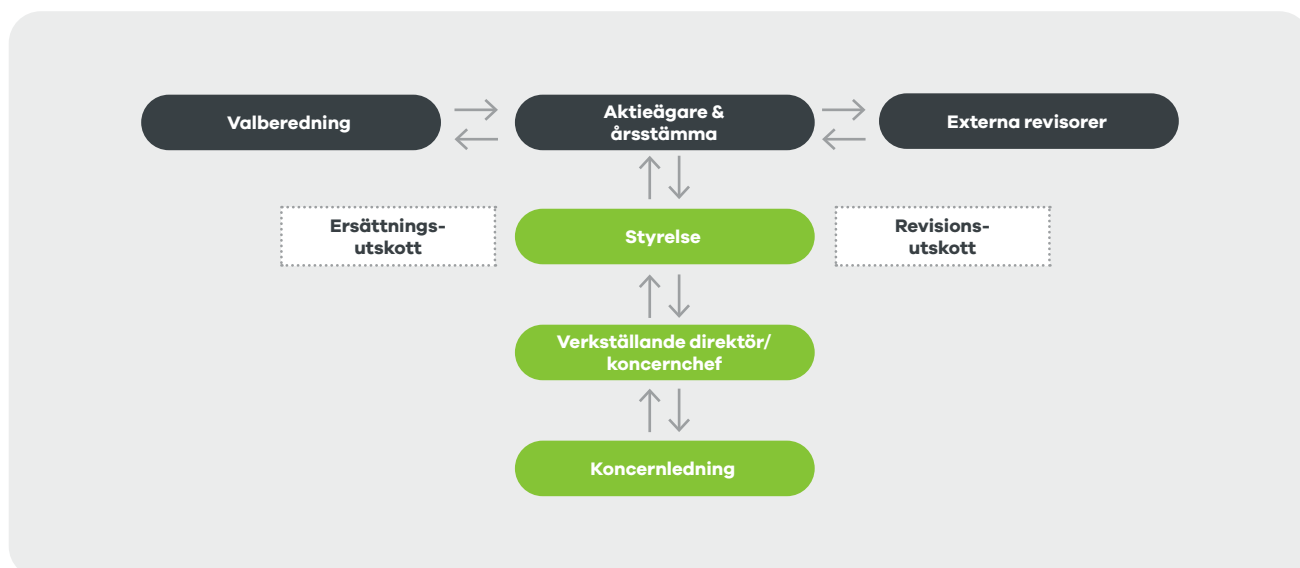 Valberedning
Aktieägare &
årsstämma
Externa revisorer
Ersättnings-
utskott
Styrelse
Revisions-
utskott
Verkställande direktör/
koncernchef
Koncernledning